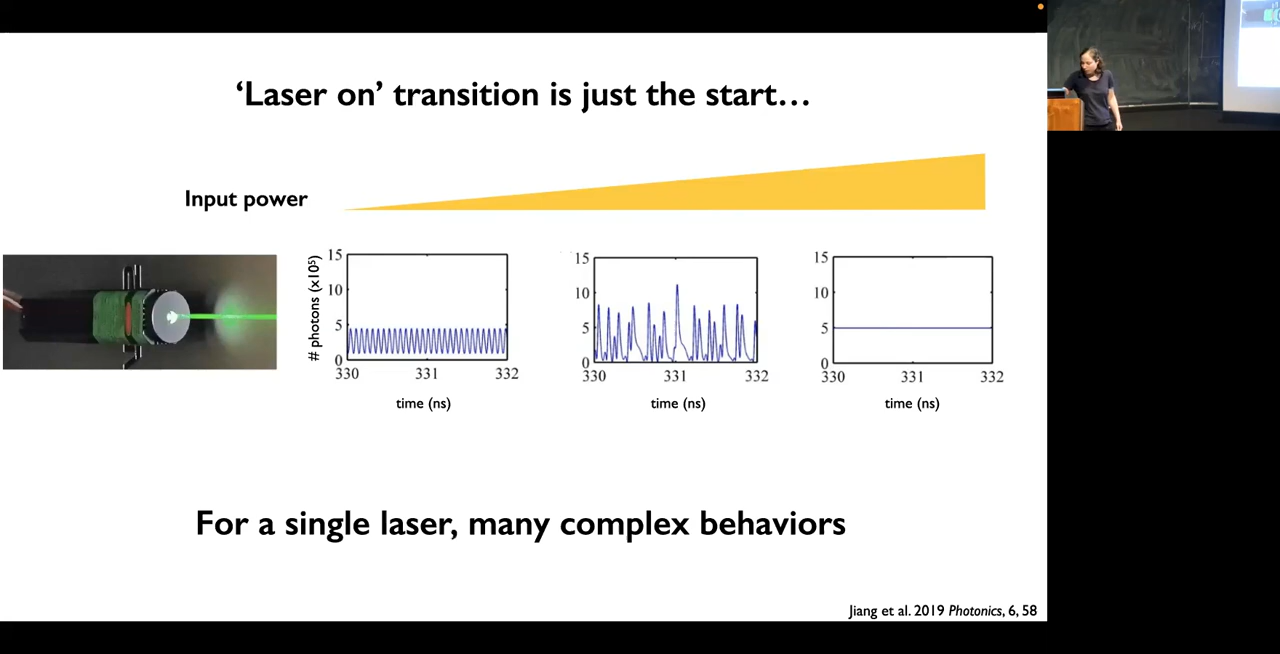 ‘Laser on’ transition is just the start…
Input power
# photons (x10⁵)
15
10
5
0
330
331
332
time (ns)
15
10
5
0
330
331
332
time (ns)
15
10
5
0
330
331
332
time (ns)
For a single laser, many complex behaviors
Jiang et al. 2019 Photonics, 6, 58